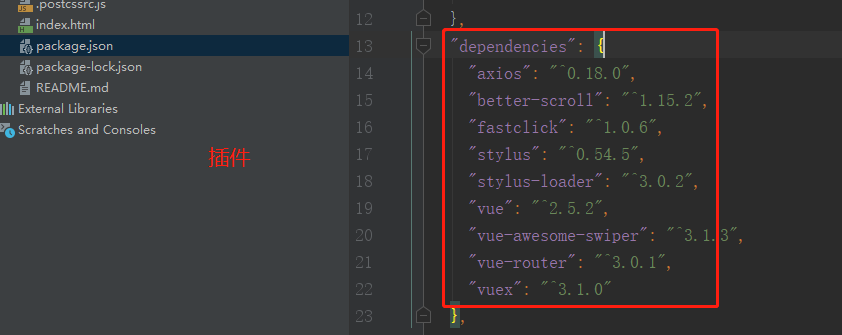 .postcssrc.js
index.html
package.json
package-lock.json
README.md
External Libraries
Scratches and Consoles
插件
12 },
13 "dependencies": {
14 "axios": "^0.18.0",
15 "better-scroll": "^1.15.2",
16 "fastclick": "^1.0.6",
17 "stylus": "^0.54.5",
18 "stylus-loader": "^3.0.2",
19 "vue": "^2.5.2",
20 "vue-awesome-swiper": "^3.1.3",
21 "vue-router": "^3.0.1",
22 "vuex": "^3.1.0"
23 },